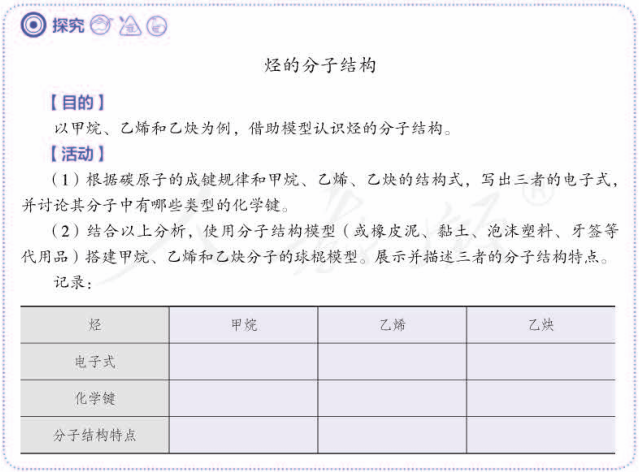 探究
烃的分子结构
【目的】
以甲烷、乙烯和乙炔为例，借助模型认识烃的分子结构。
【活动】
（1）根据碳原子的成键规律和甲烷、乙烯、乙炔的结构式，写出三者的电子式，
并讨论其分子中有哪些类型的化学键。
（2）结合以上分析，使用分子结构模型（或橡皮泥、黏土、泡沫塑料、牙签等
代用品）搭建甲烷、乙烯和乙炔分子的球棍模型。展示并描述三者的分子结构特点。
记录：
烃 甲烷 乙烯 乙炔
电子式
化学键
分子结构特点